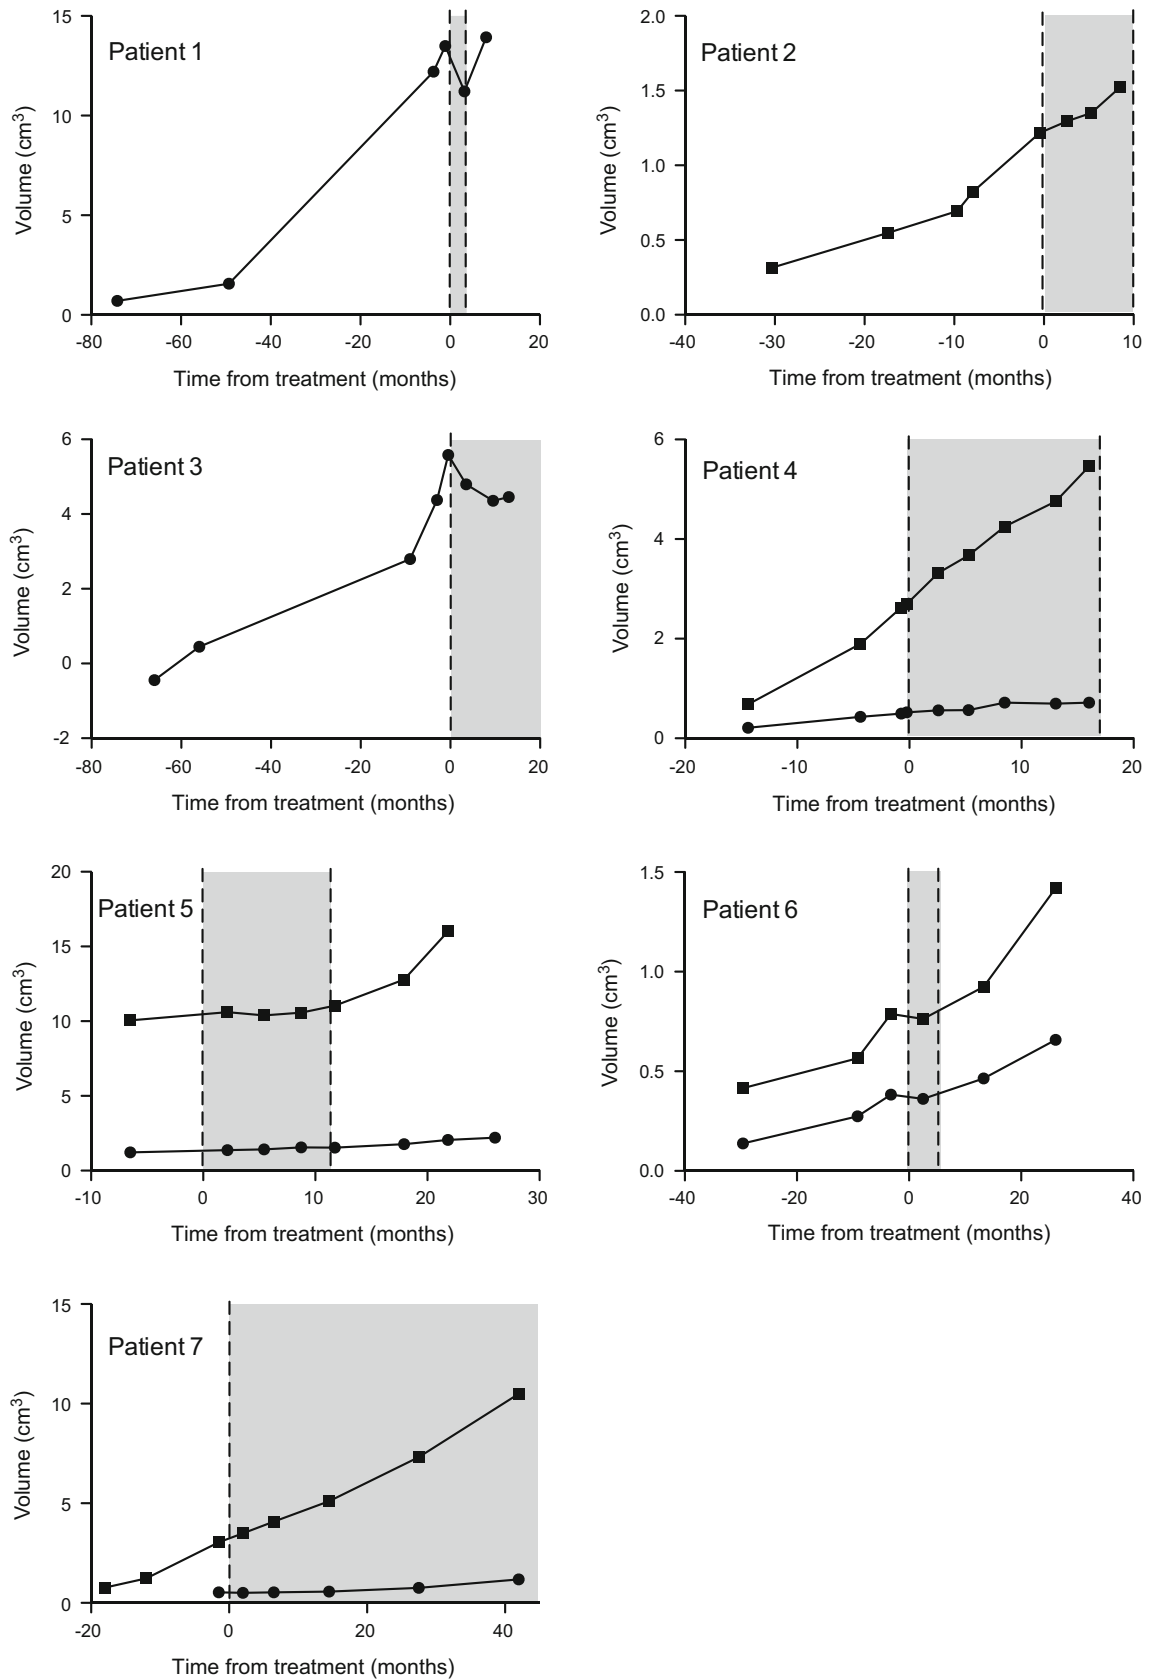 Patient 1
Volume (cm³)
15
10
5
0
-80 -60 -40 -20 0 20
Time from treatment (months)
Patient 2
Volume (cm³)
2.0
1.5
1.0
0.5
0.0
-40 -30 -20 -10 0 10
Time from treatment (months)
Patient 3
Volume (cm³)
6
4
2
0
-2
-80 -60 -40 -20 0 20
Time from treatment (months)
Patient 4
Volume (cm³)
6
4
2
0
-20 -10 0 10 20
Time from treatment (months)
Patient 5
Volume (cm³)
20
15
10
5
0
-10 0 10 20 30
Time from treatment (months)
Patient 6
Volume (cm³)
1.5
1.0
0.5
0.0
-40 -20 0 20 40
Time from treatment (months)
Patient 7
Volume (cm³)
15
10
5
0
-20 0 20 40
Time from treatment (months)